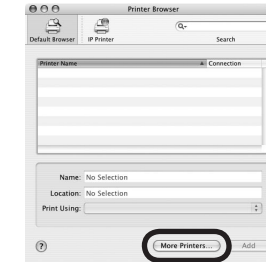 Printer Browser
Default Browser IP Printer Search
Printer Name Connection
Name: No Selection
Location: No Selection
Print Using:
? More Printers... Add